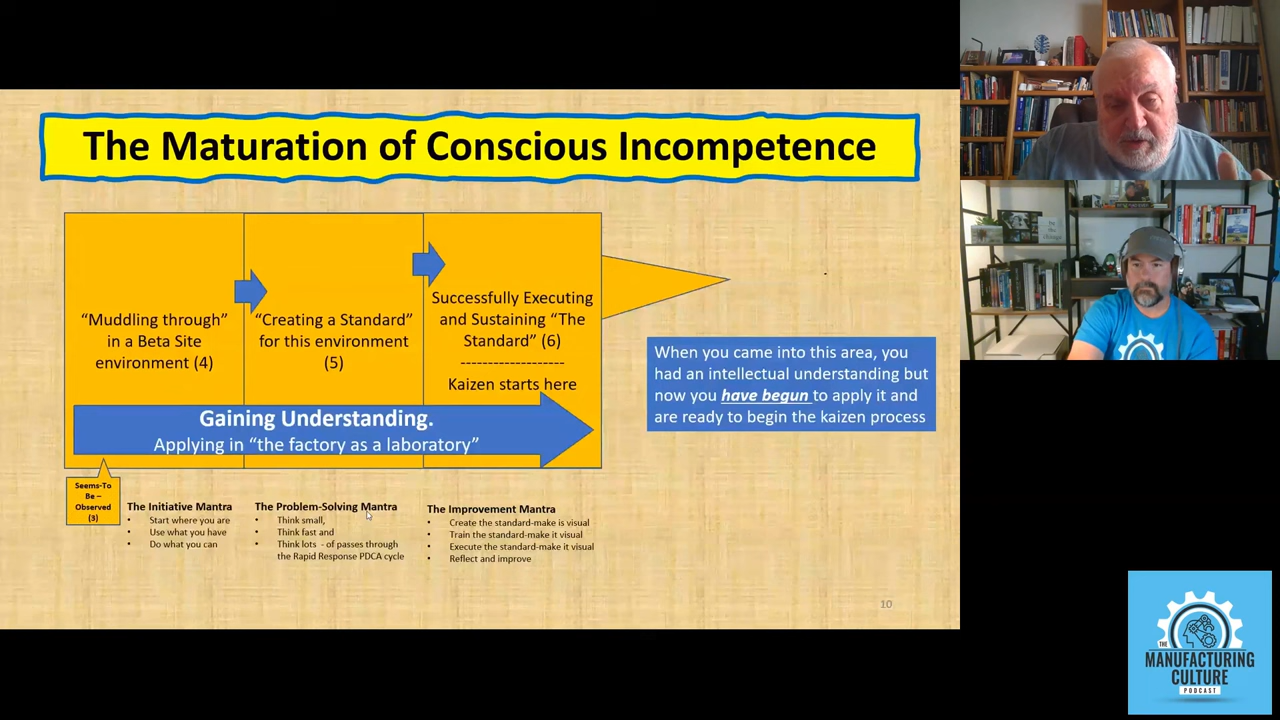 The Maturation of Conscious Incompetence
“Muddling through”
in a Beta Site
environment (4)
“Creating a Standard”
for this environment
(5)
Successfully Executing
and Sustaining “The
Standard” (6)
-------------------
Kaizen starts here
Gaining Understanding.
Applying in “the factory as a laboratory”
When you came into this area, you
had an intellectual understanding but
now you have begun to apply it and
are ready to begin the kaizen process
Seems-To
Be –
Observed
(3)
The Initiative Mantra
• Start where you are
• Use what you have
• Do what you can
The Problem-Solving Mantra
• Think small,
• Think fast and
• Think lots - of passes through
the Rapid Response PDCA cycle
The Improvement Mantra
• Create the standard-make is visual
• Train the standard-make it visual
• Execute the standard-make it visual
• Reflect and improve
10
THE
MANUFACTURING
CULTURE
PODCAST